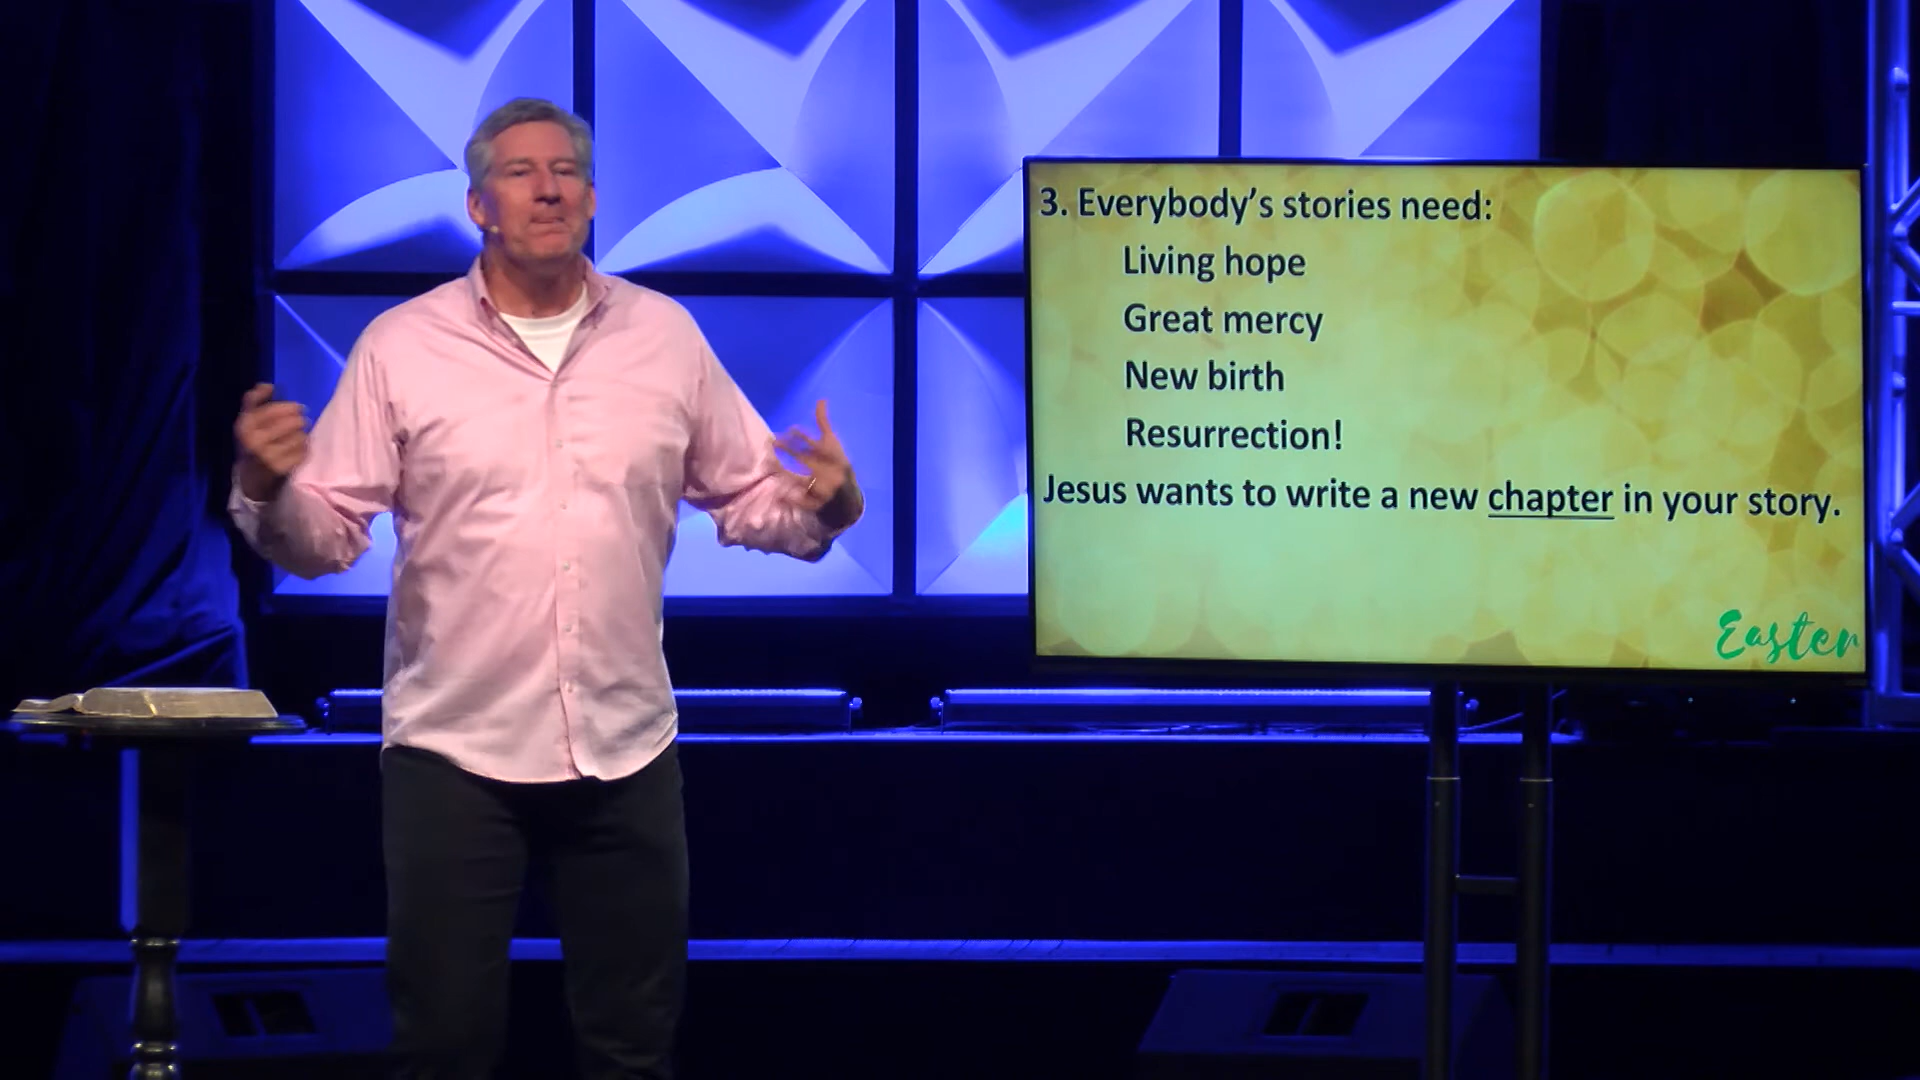 3. Everybody’s stories need:
Living hope
Great mercy
New birth
Resurrection!
Jesus wants to write a new chapter in your story.
Easter